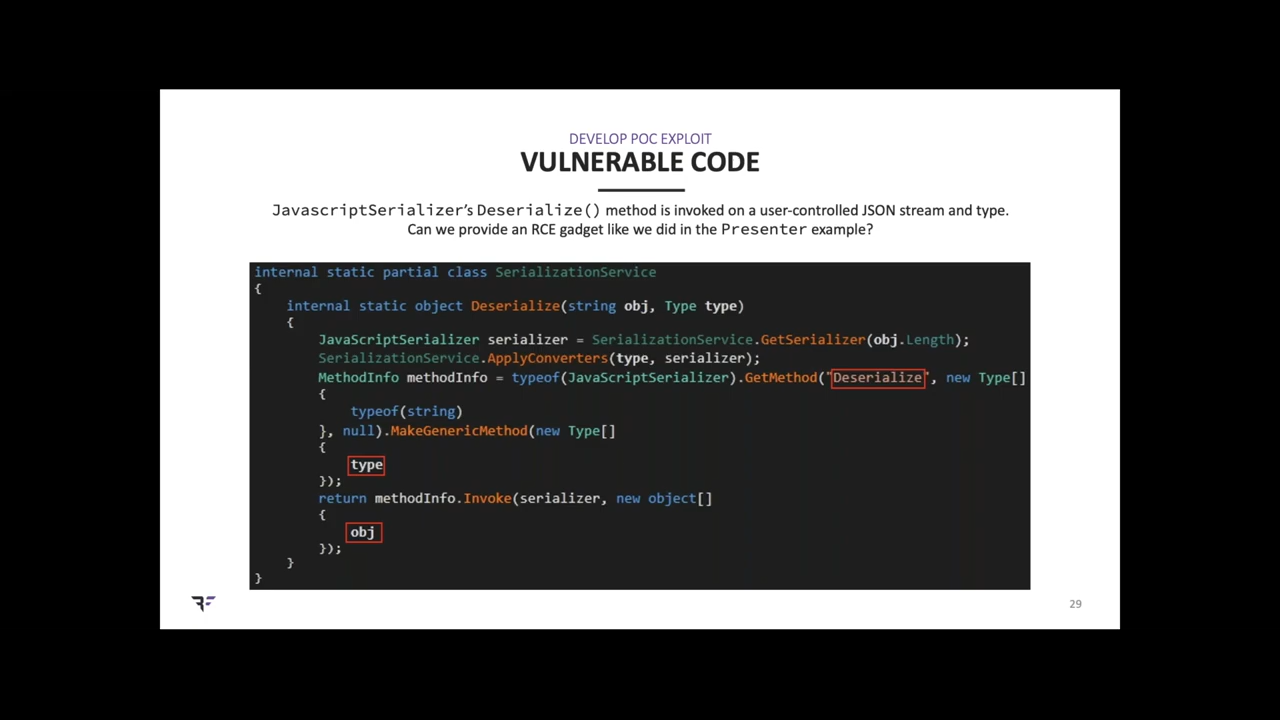 DEVELOP POC EXPLOIT
VULNERABLE CODE
JavascriptSerializer’s Deserialize() method is invoked on a user-controlled JSON stream and type.
Can we provide an RCE gadget like we did in the Presenter example?
internal static partial class SerializationService
{
internal static object Deserialize(string obj, Type type)
{
JavaScriptSerializer serializer = SerializationService.GetSerializer(obj.Length);
SerializationService.ApplyConverters(type, serializer);
MethodInfo methodInfo = typeof(JavaScriptSerializer).GetMethod("Deserialize", new Type[]
{
typeof(string)
}, null).MakeGenericMethod(new Type[]
{
type
});
return methodInfo.Invoke(serializer, new object[]
{
obj
});
}
}
RF
29